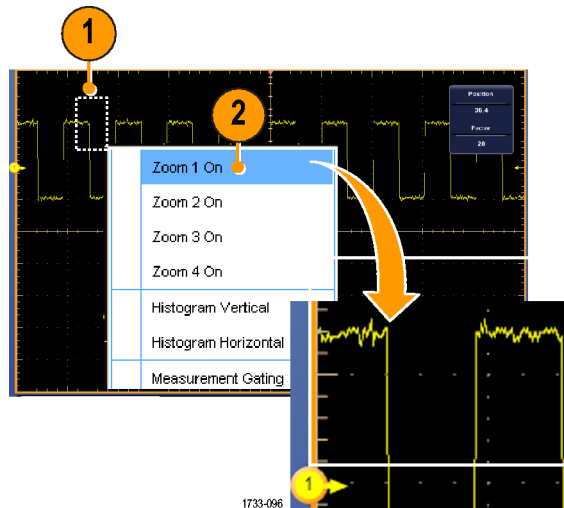 1
2
Position
36.4
Factor
20
Zoom 1 On
Zoom 2 On
Zoom 3 On
Zoom 4 On
Histogram Vertical
Histogram Horizontal
Measurement Gating
1
1733-096